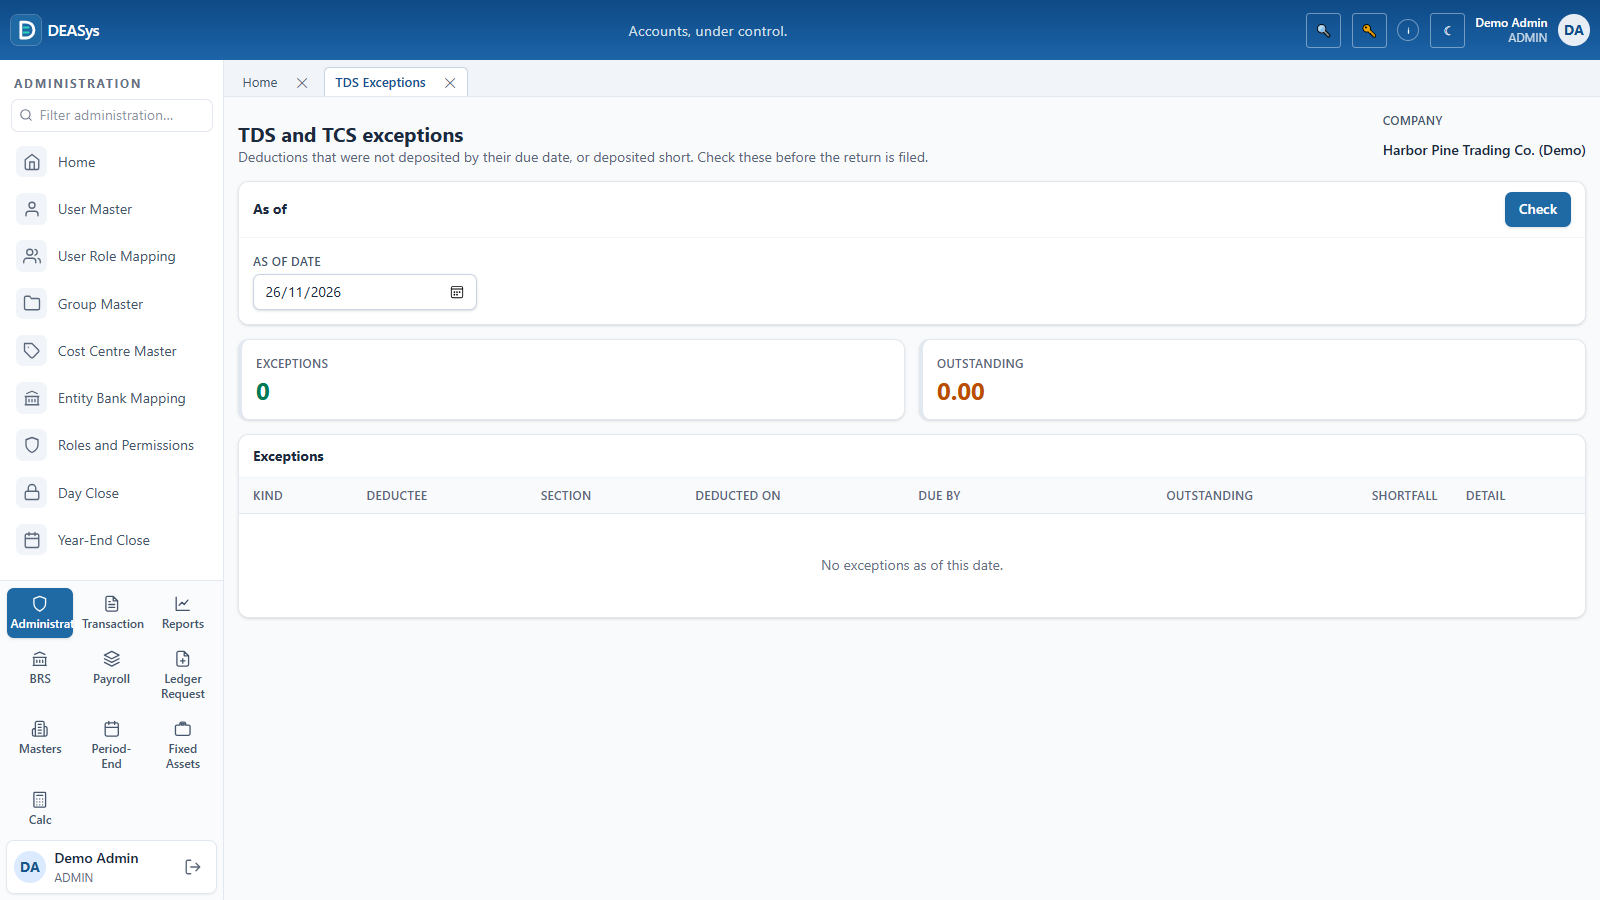 DEASys
Accounts, under control.
Demo Admin
ADMIN
DA
ADMINISTRATION
Filter administration...
Home
User Master
User Role Mapping
Group Master
Cost Centre Master
Entity Bank Mapping
Roles and Permissions
Day Close
Year-End Close
Administrat
Transaction
Reports
BRS
Payroll
Ledger
Request
Masters
Period-
End
Fixed
Assets
Calc
DA
Demo Admin
ADMIN
Home
TDS Exceptions
TDS and TCS exceptions
Deductions that were not deposited by their due date, or deposited short. Check these before the return is filed.
COMPANY
Harbor Pine Trading Co. (Demo)
As of
Check
AS OF DATE
26/11/2026
EXCEPTIONS
0
OUTSTANDING
0.00
Exceptions
KIND DEDUCTEE SECTION DEDUCTED ON DUE BY OUTSTANDING SHORTFALL DETAIL
No exceptions as of this date.